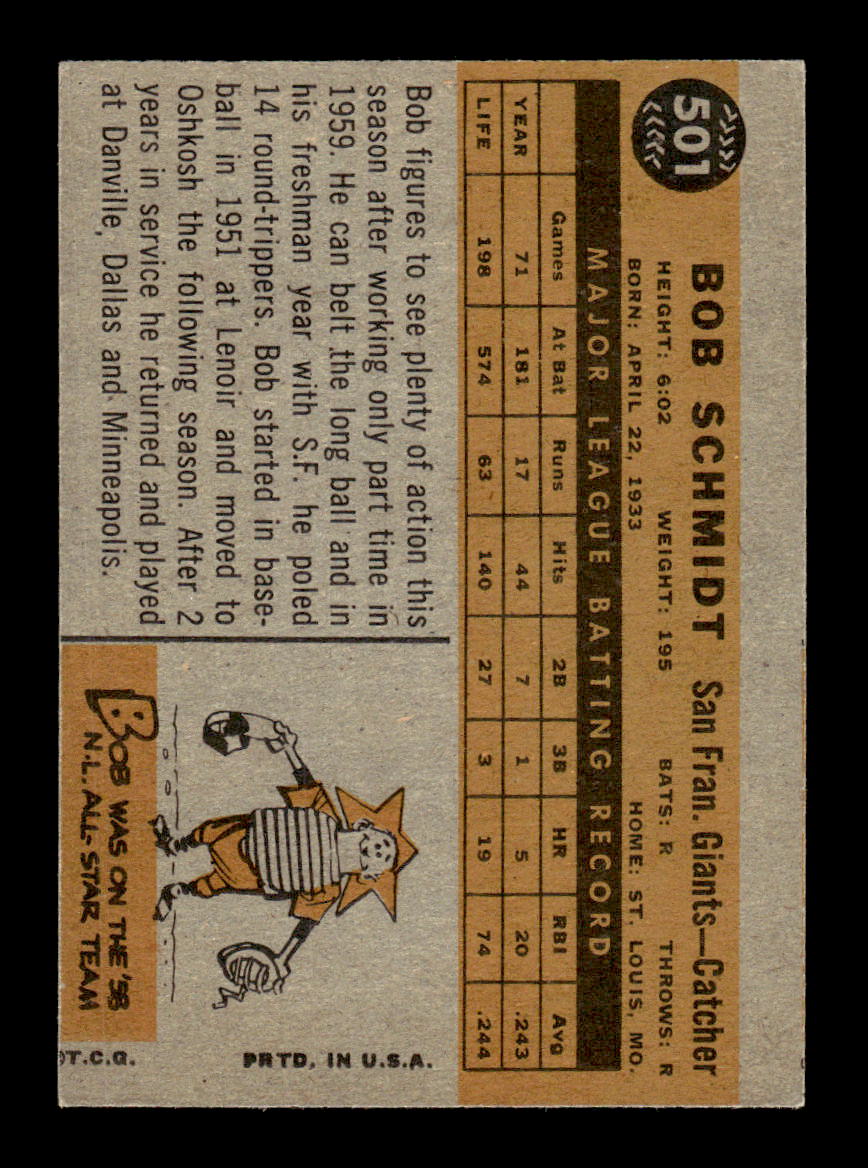 501
BOB SCHMIDT San Fran. Giants—Catcher
HEIGHT: 6:02 WEIGHT: 195 BATS: R THROWS: R
BORN: APRIL 22, 1933 HOME: ST. LOUIS, MO.
MAJOR LEAGUE BATTING RECORD
Games At Bat Runs Hits 2B 3B HR RBI Avg
YEAR 71 181 17 44 7 1 5 20 .243
LIFE 198 574 63 140 27 3 19 74 .244
Bob figures to see plenty of action this
season after working only part time in
1959. He can belt the long ball and in
his freshman year with S.F. he poled
14 round-trippers. Bob started in base-
ball in 1951 at Lenoir and moved to
Oshkosh the following season. After 2
years in service he returned and played
at Danville, Dallas and Minneapolis.
BOB WAS ON THE '58
N.L. ALL-STAR TEAM
T.C.G. PRTD. IN U.S.A.